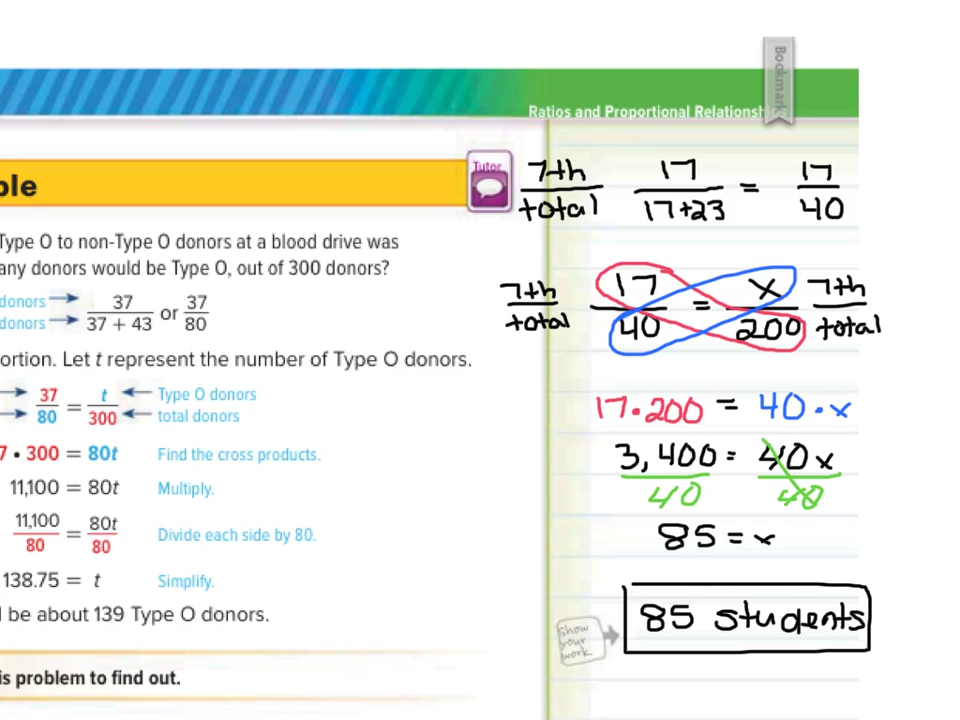 Bookmark
Ratios and Proportional Relationsh
ple
Tutor
Type O to non-Type O donors at a blood drive was
any donors would be Type O, out of 300 donors?
donors → 37/(37 + 43) or 37/80
donors →
ortion. Let t represent the number of Type O donors.
→ 37/80 = t/300 ← Type O donors
→ ← total donors
7 • 300 = 80t Find the cross products.
11,100 = 80t Multiply.
11,100/80 = 80t/80 Divide each side by 80.
138.75 = t Simplify.
l be about 139 Type O donors.
is problem to find out.
7th/total 17/(17+23) = 17/40
7th/total 17/40 = x/200 7th/total
17•200 = 40•x
3,400 = 40x
40 40
85 = x
show
your
work
85 students